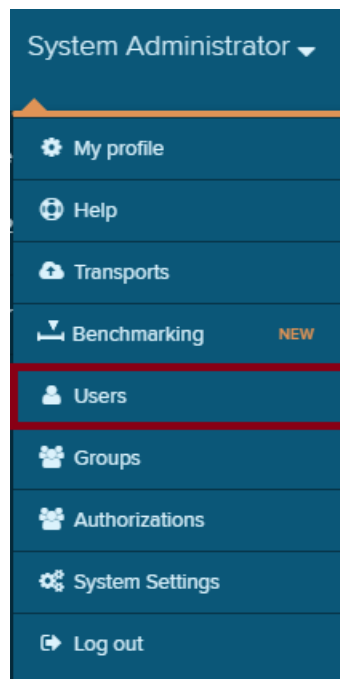 System Administrator
My profile
Help
Transports
Benchmarking NEW
Users
Groups
Authorizations
System Settings
Log out